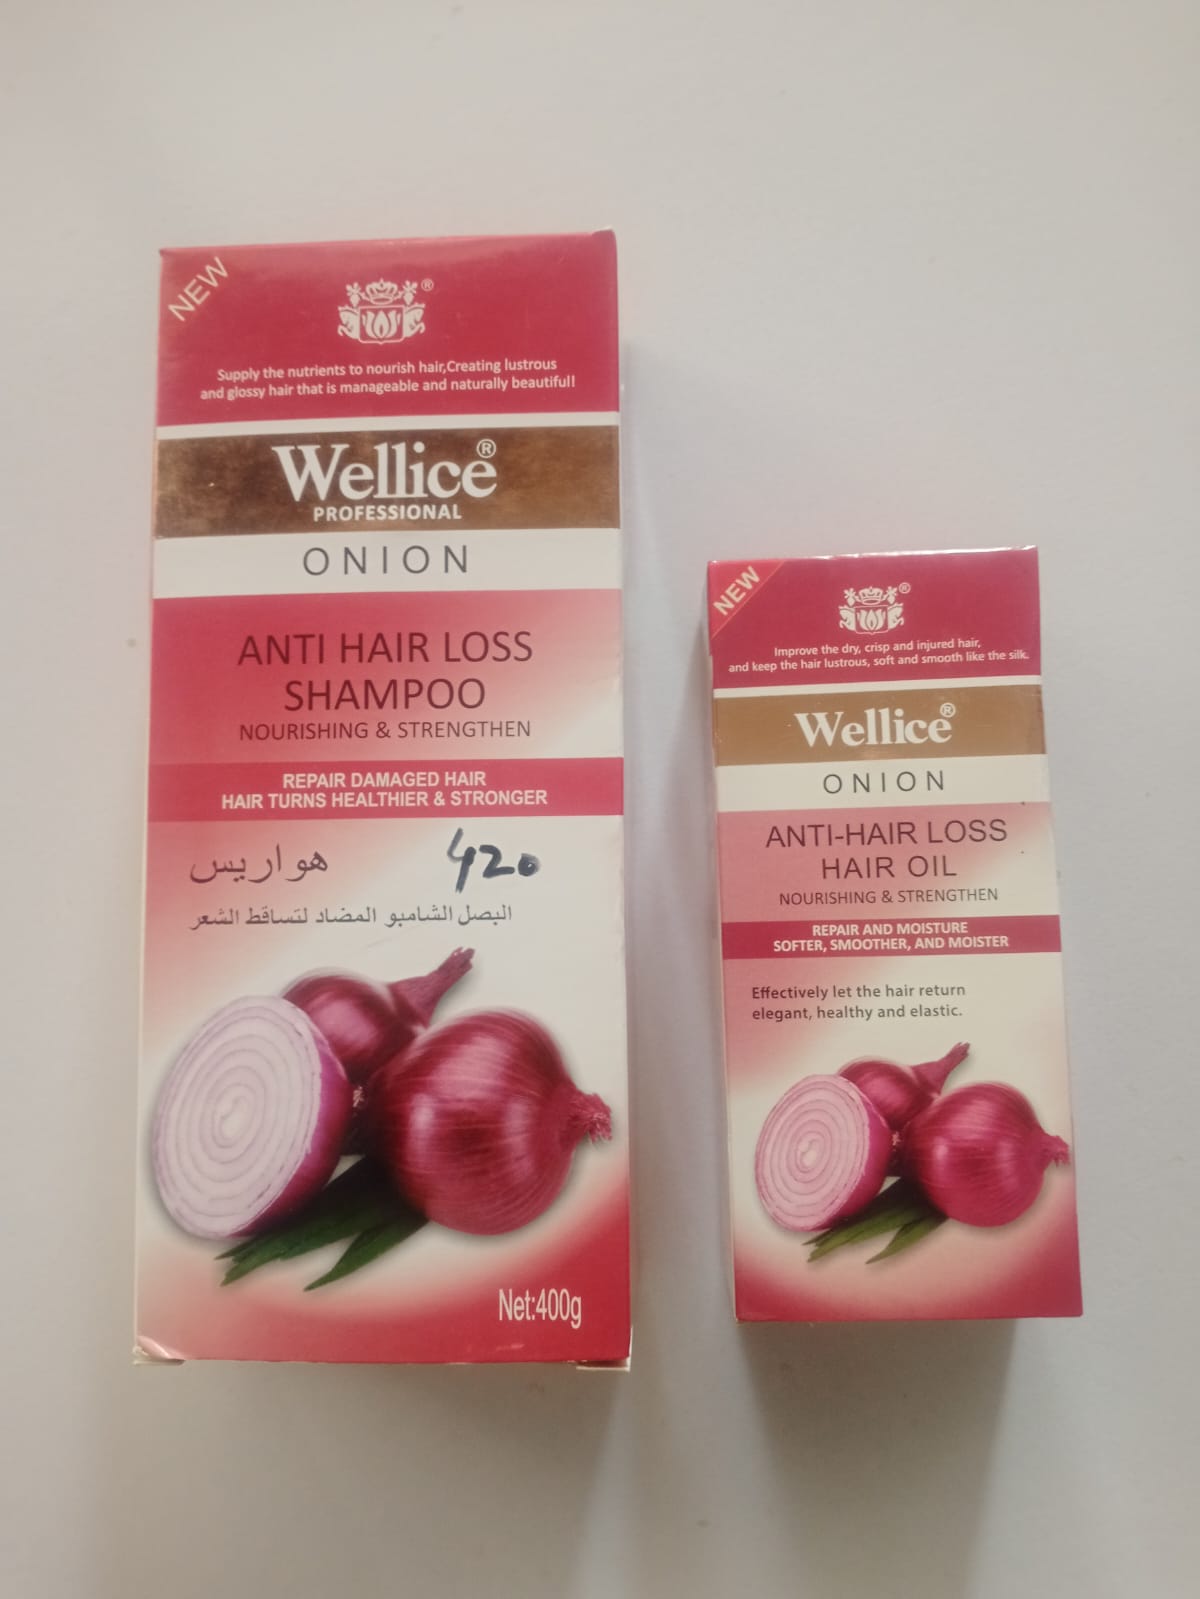 NEW
®
Supply the nutrients to nourish hair,Creating lustrous
and glossy hair that is manageable and naturally beautiful!
Wellice®
PROFESSIONAL
ONION
ANTI HAIR LOSS
SHAMPOO
NOURISHING & STRENGTHEN
REPAIR DAMAGED HAIR
HAIR TURNS HEALTHIER & STRONGER
هواريس
420
البصل الشامبو المضاد لتساقط الشعر
Net:400g
NEW
®
Improve the dry, crisp and injured hair,
and keep the hair lustrous, soft and smooth like the silk.
Wellice®
ONION
ANTI-HAIR LOSS
HAIR OIL
NOURISHING & STRENGTHEN
REPAIR AND MOISTURE
SOFTER, SMOOTHER, AND MOISTER
Effectively let the hair return
elegant, healthy and elastic.